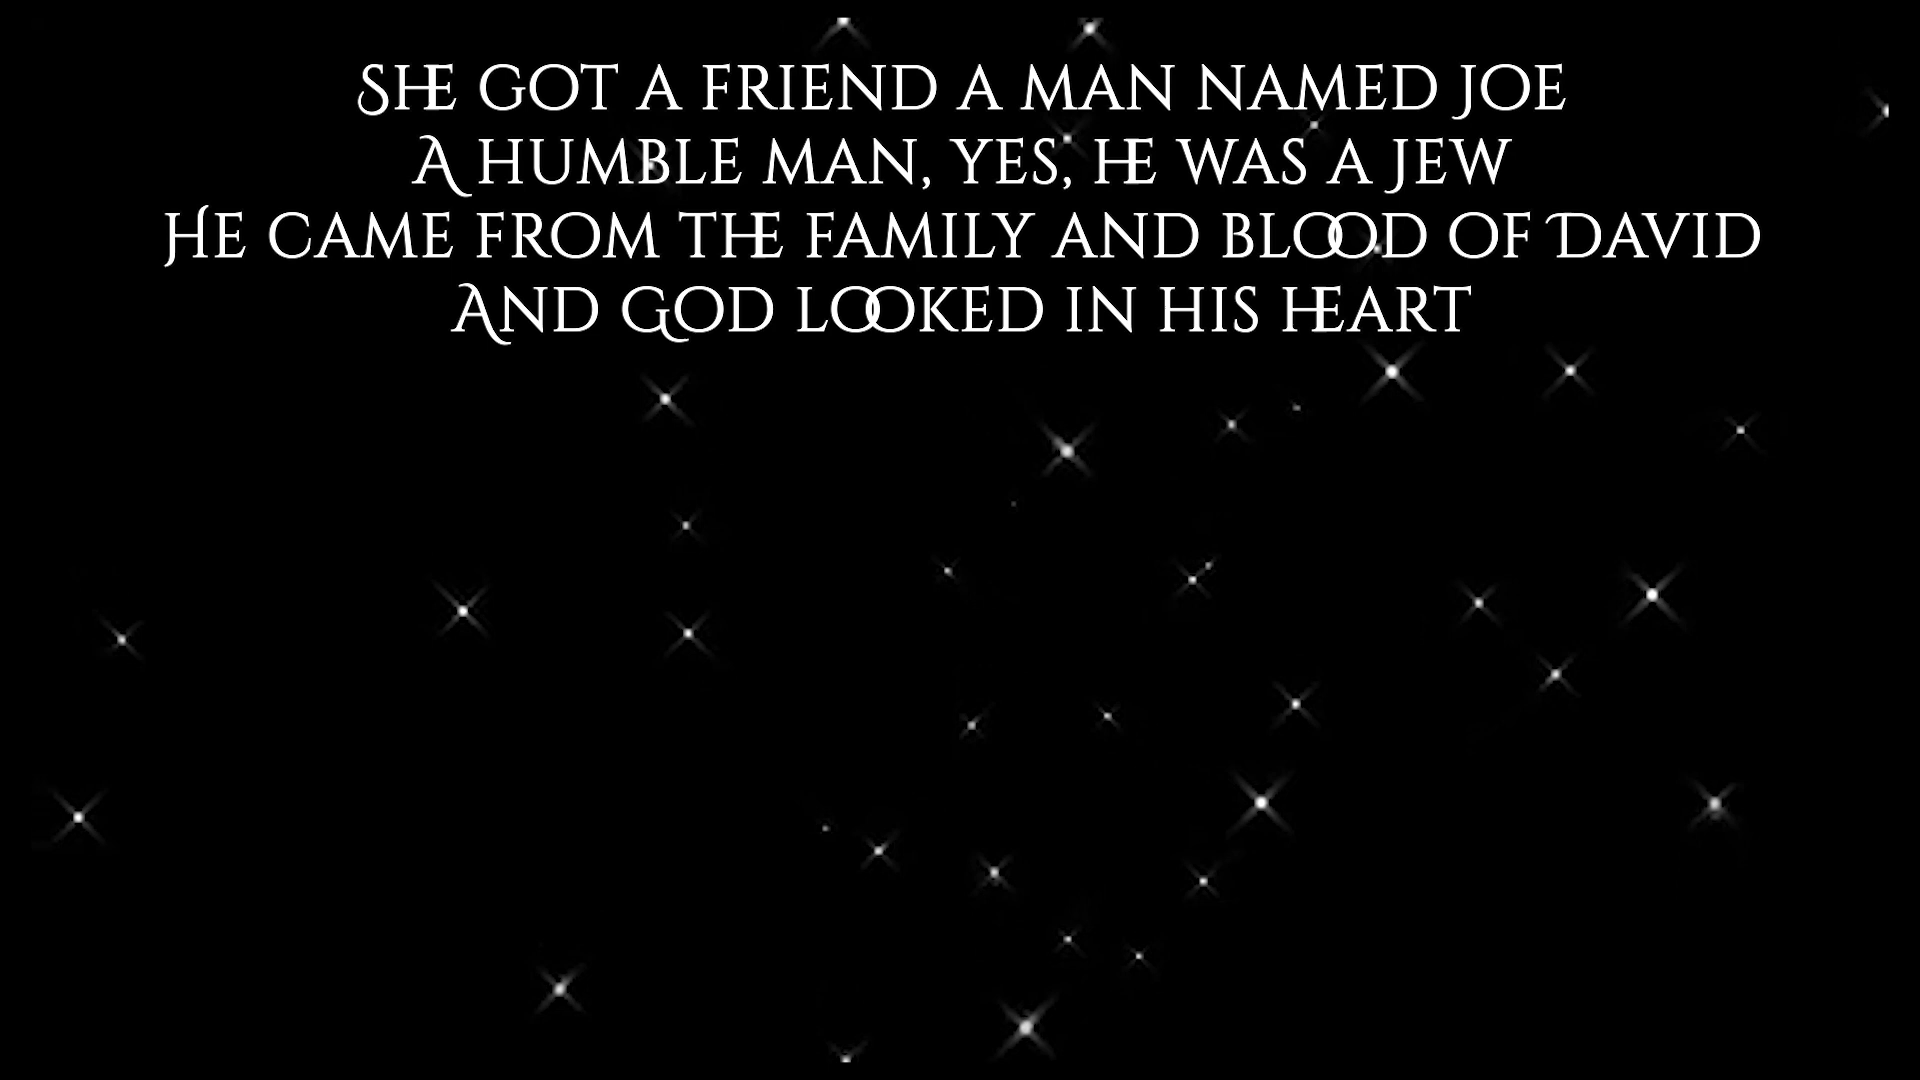 She got a friend a man named Joe
A humble man, yes, he was a Jew
He came from the family and blood of David
And God looked in his heart